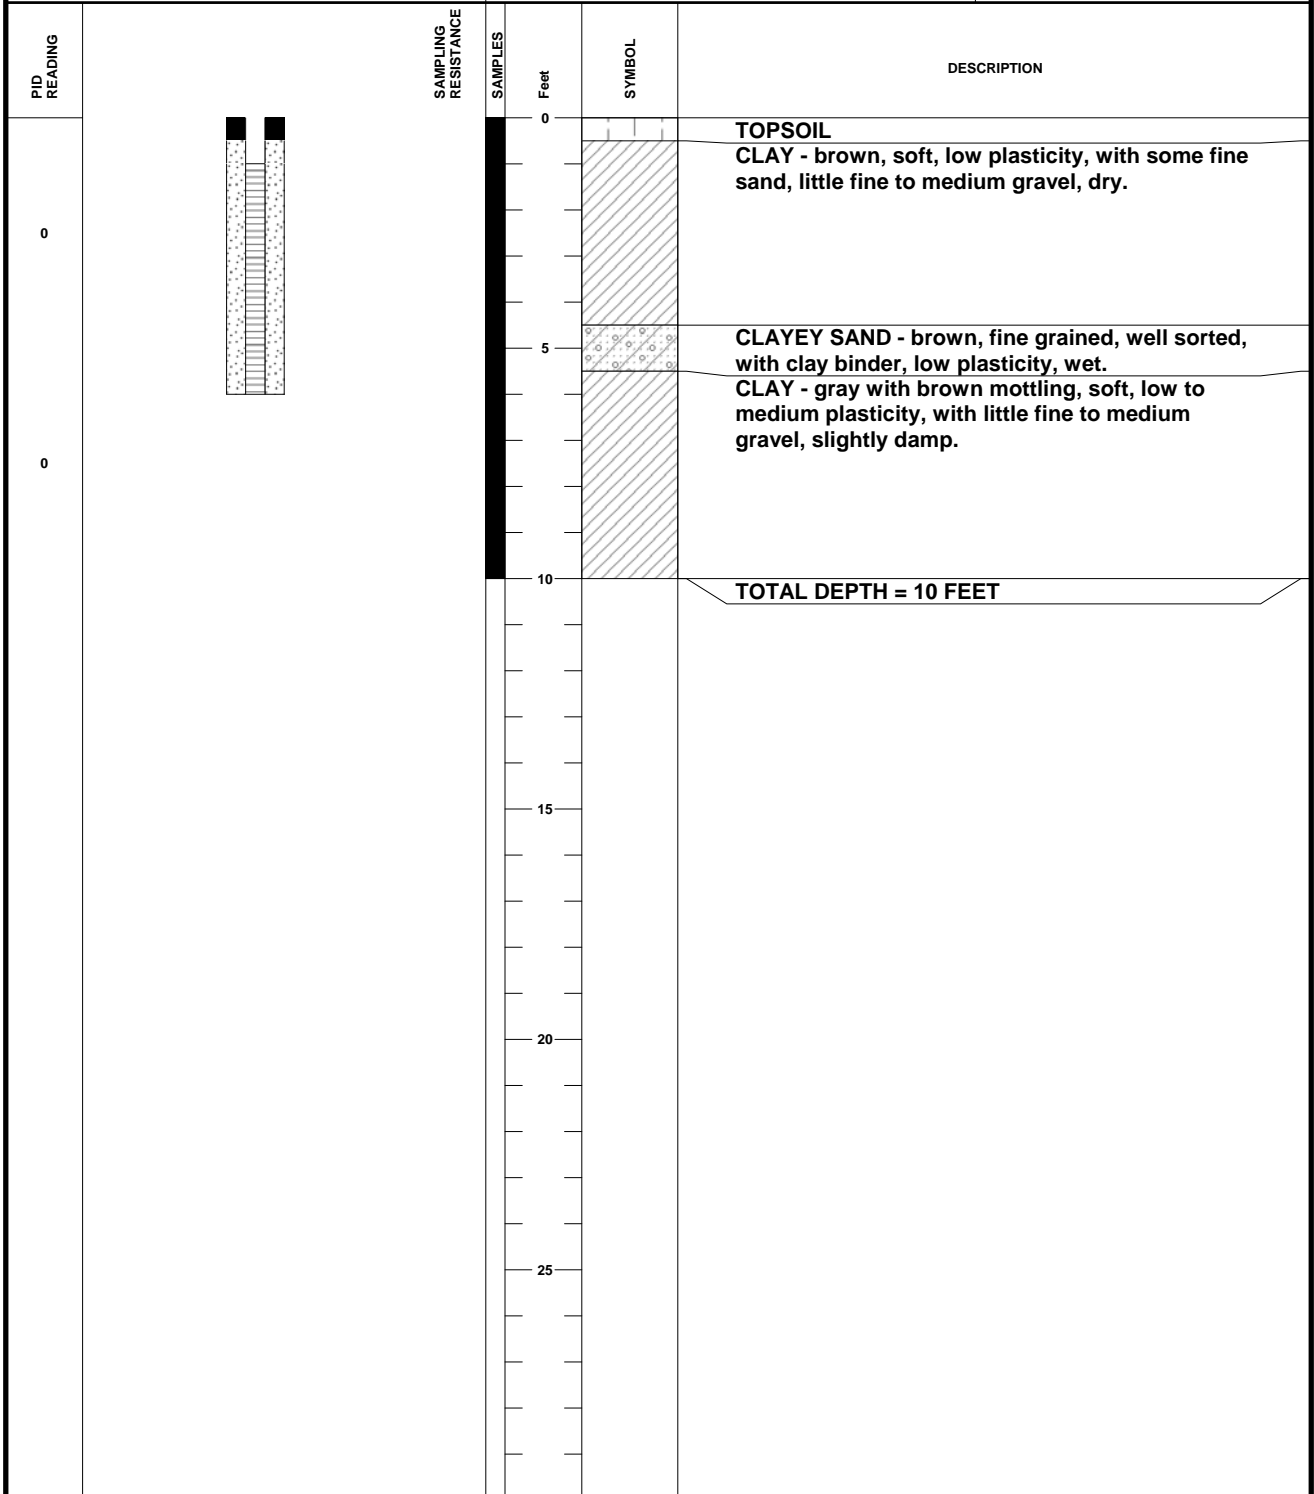 PID
READING
SAMPLING
RESISTANCE
SAMPLES
Feet
SYMBOL
DESCRIPTION
0
TOPSOIL
CLAY - brown, soft, low plasticity, with some fine
sand, little fine to medium gravel, dry.
0
CLAYEY SAND - brown, fine grained, well sorted,
5
with clay binder, low plasticity, wet.
CLAY - gray with brown mottling, soft, low to
medium plasticity, with little fine to medium
gravel, slightly damp.
0
10
TOTAL DEPTH = 10 FEET
15
20
25